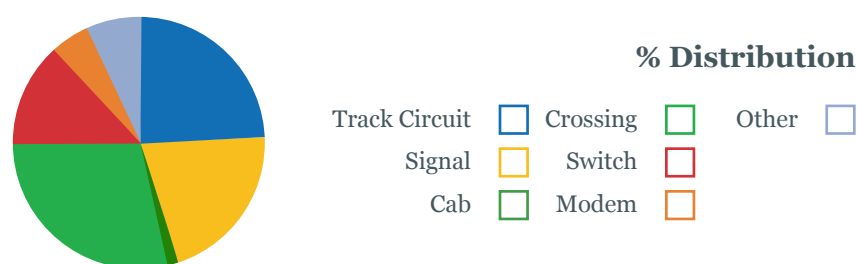 % Distribution
Track Circuit Crossing Other
Signal Switch
Cab Modem